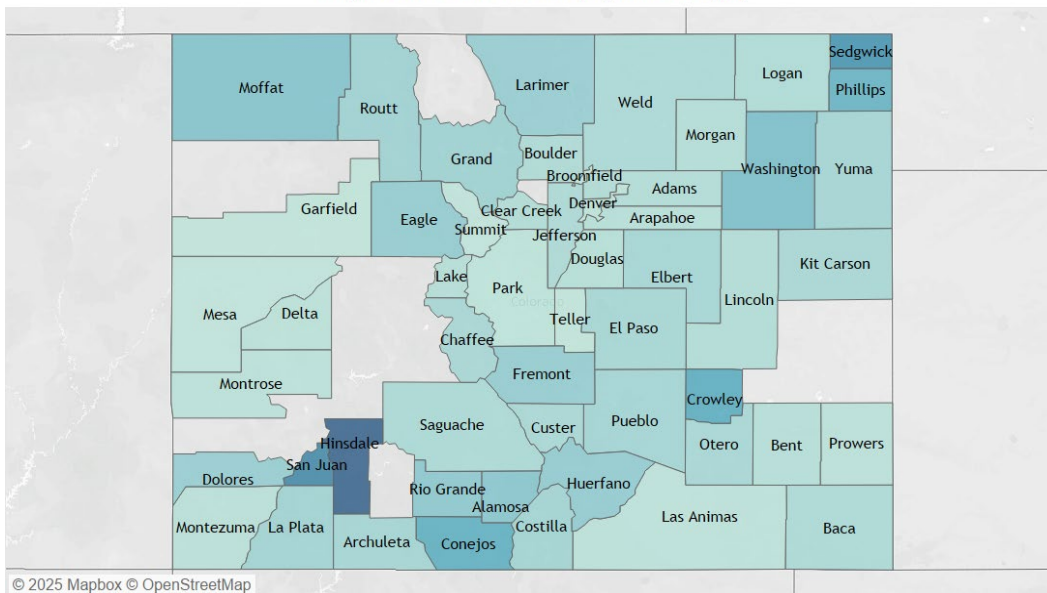 Sedgwick
Logan
Larimer
Moffat
Phillips
Weld
Routt
Morgan
Boulder
Grand
Washington
Yuma
Broomfield
Adams
Denver
Garfield
Clear Creek
Eagle
Arapahoe
Summit
Jefferson
Douglas
Kit Carson
Lake
Elbert
Park
Lincoln
Colorado
Mesa
Delta
Teller
El Paso
Chaffee
Fremont
Montrose
Crowley
Pueblo
Saguache
Custer
Hinsdale
Otero
Bent
Prowers
San Juan
Dolores
Huerfano
Rio Grande
Alamosa
Las Animas
Montezuma
La Plata
Costilla
Baca
Archuleta
Conejos
© 2025 Mapbox © OpenStreetMap